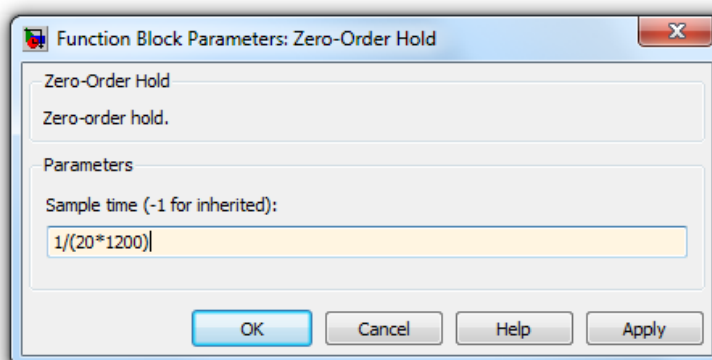 Function Block Parameters: Zero-Order Hold
Zero-Order Hold
Zero-order hold.
Parameters
Sample time (-1 for inherited):
1/(20*1200)
OK Cancel Help Apply